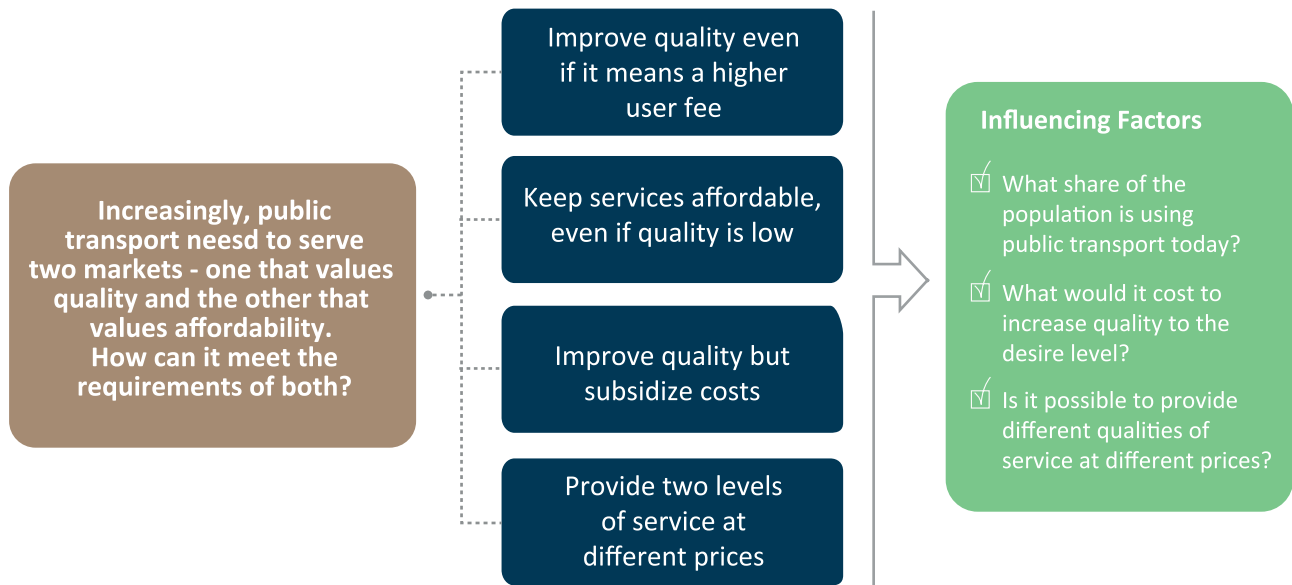 Increasingly, public
transport neesd to serve
two markets - one that values
quality and the other that
values affordability.
How can it meet the
requirements of both?
Improve quality even
if it means a higher
user fee
Keep services affordable,
even if quality is low
Improve quality but
subsidize costs
Provide two levels
of service at
different prices
Influencing Factors
What share of the
population is using
public transport today?
What would it cost to
increase quality to the
desire level?
Is it possible to provide
different qualities of
service at different prices?